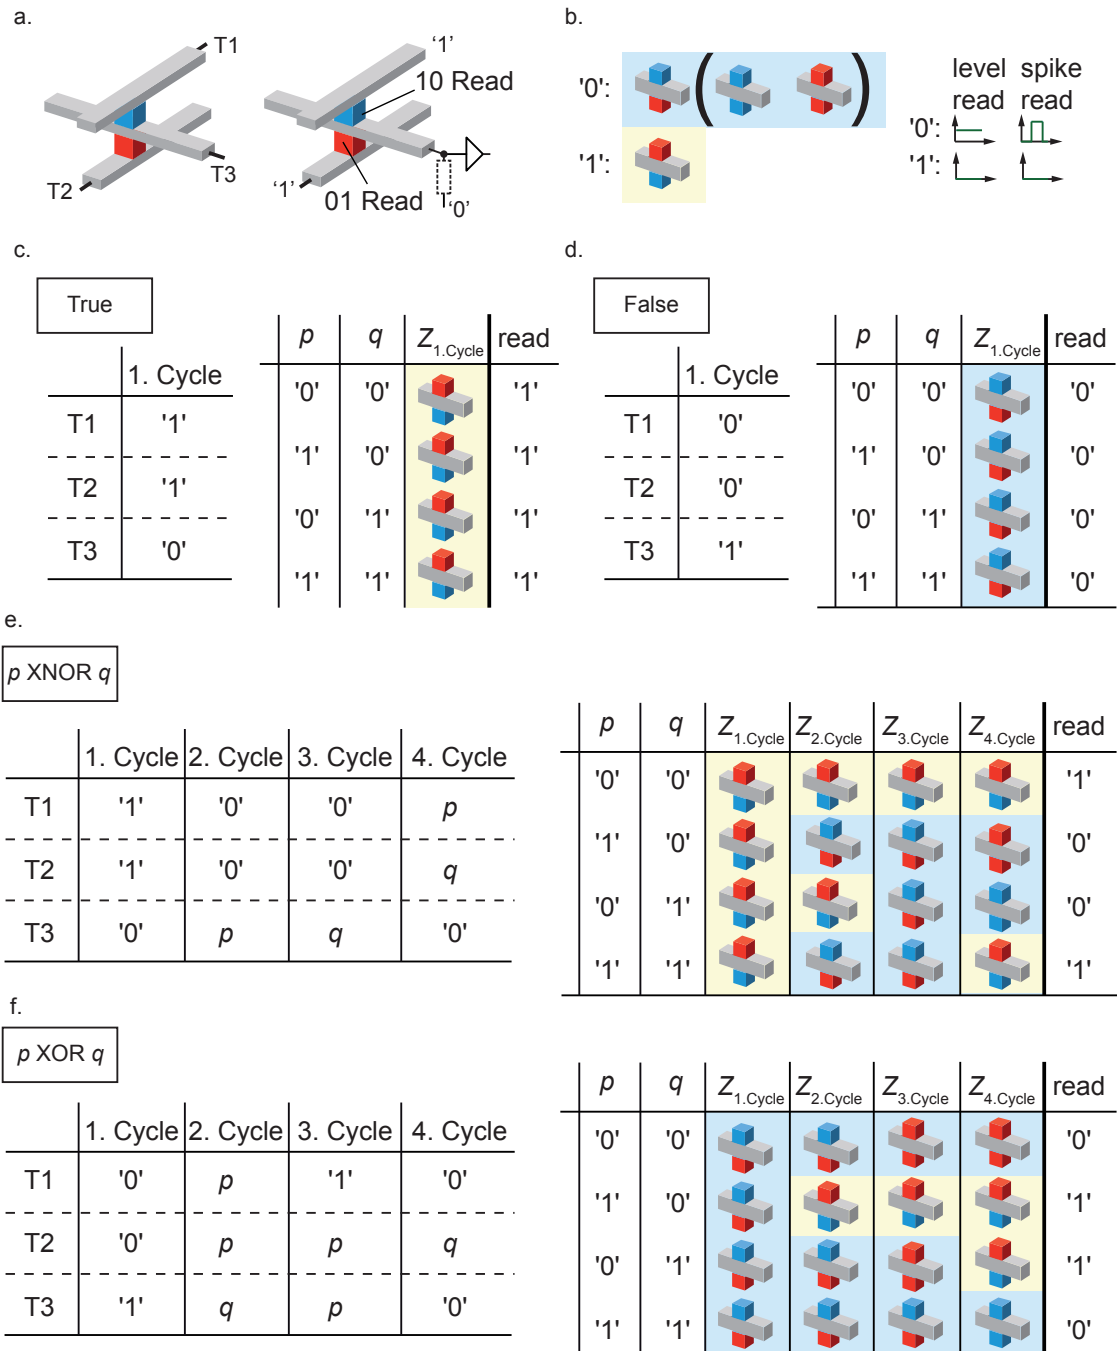 a.
T1
T2
T3
'1'
10 Read
01 Read
'1'
'0'
b.
'0':
'1':
level read
spike read
'0':
'1':
c.
True
1. Cycle
T1 '1'
T2 '1'
T3 '0'
p q Z1.Cycle read
'0' '0' '1'
'1' '0' '1'
'0' '1' '1'
'1' '1' '1'
d.
False
1. Cycle
T1 '0'
T2 '0'
T3 '1'
p q Z1.Cycle read
'0' '0' '0'
'1' '0' '0'
'0' '1' '0'
'1' '1' '0'
e.
p XNOR q
1. Cycle 2. Cycle 3. Cycle 4. Cycle
T1 '1' '0' '0' p
T2 '1' '0' '0' q
T3 '0' p q '0'
p q Z1.Cycle Z2.Cycle Z3.Cycle Z4.Cycle read
'0' '0' '1'
'1' '0' '0'
'0' '1' '0'
'1' '1' '1'
f.
p XOR q
1. Cycle 2. Cycle 3. Cycle 4. Cycle
T1 '0' p '1' '0'
T2 '0' p p q
T3 '1' q p '0'
p q Z1.Cycle Z2.Cycle Z3.Cycle Z4.Cycle read
'0' '0' '0'
'1' '0' '1'
'0' '1' '1'
'1' '1' '0'